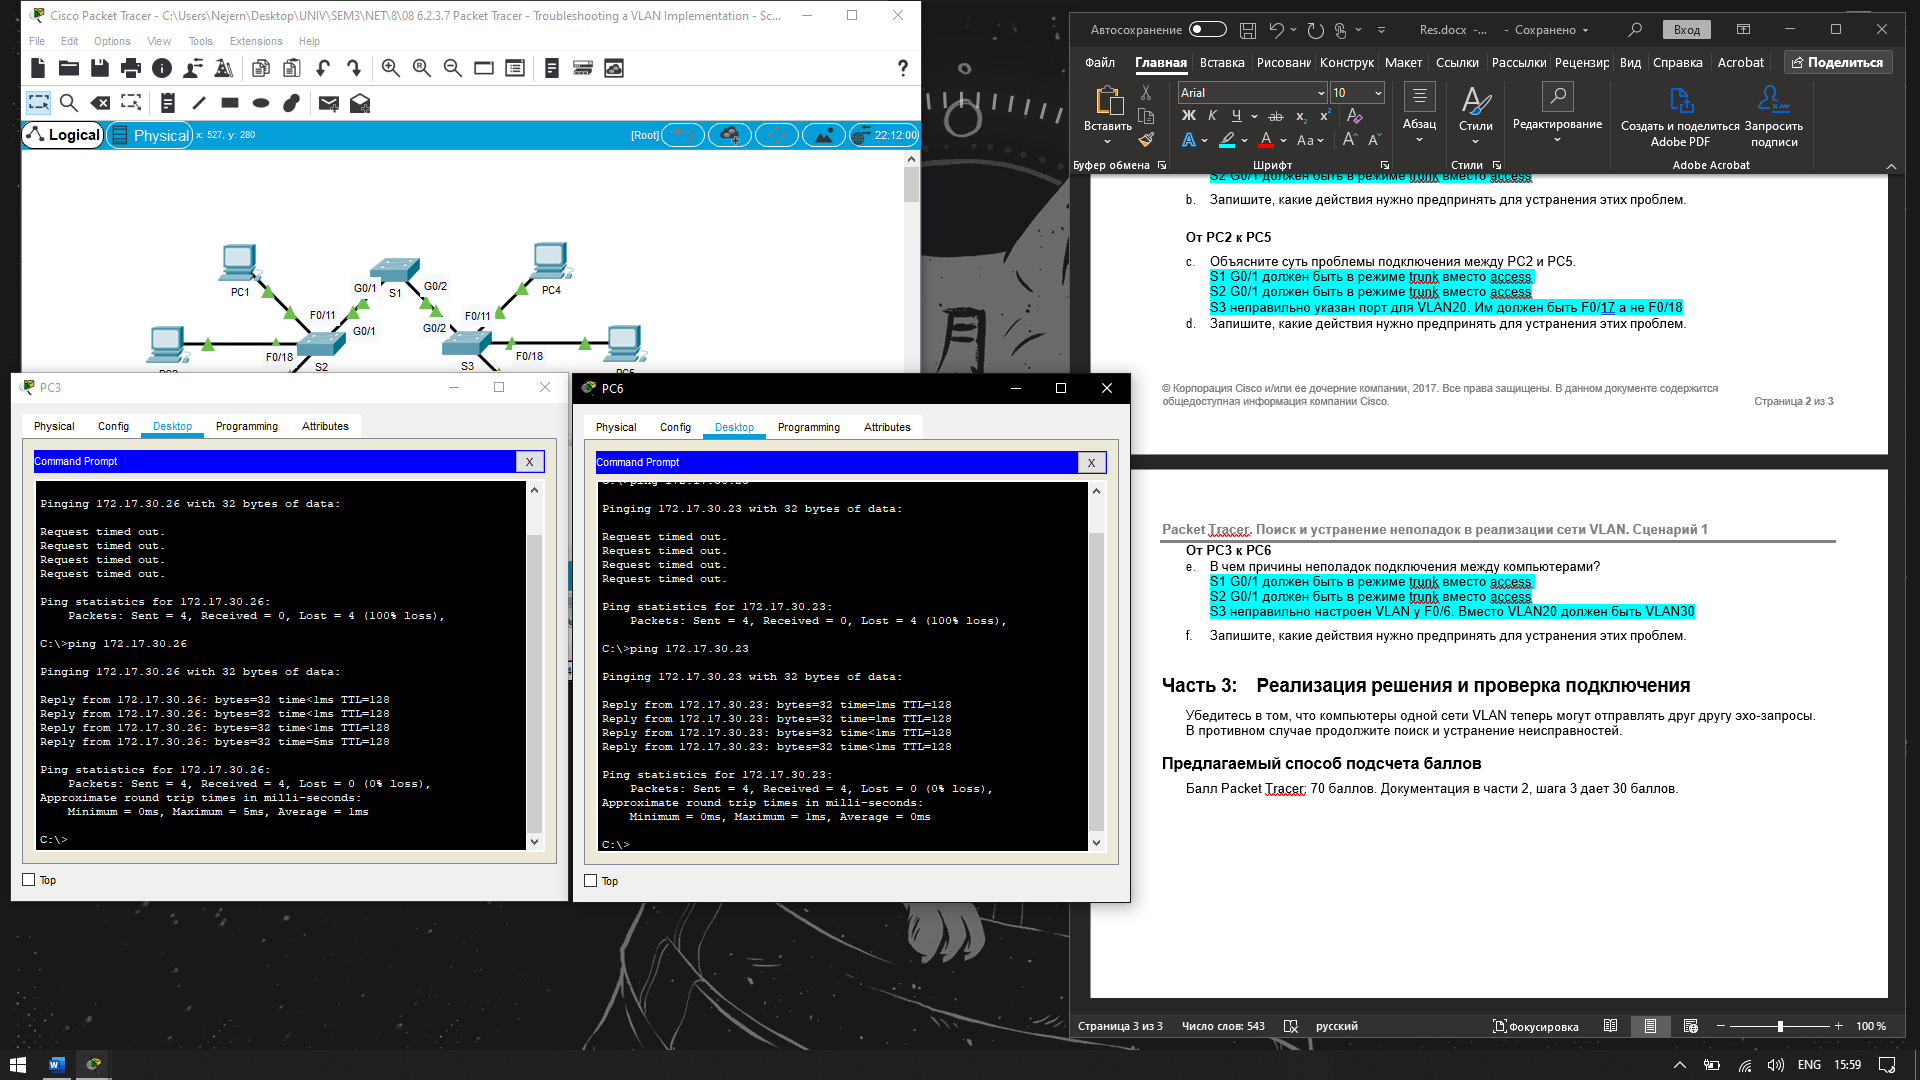 Cisco Packet Tracer - C:\Users\Nejern\Desktop\UNIV\SEM3\NET\8\08 6.2.3.7 Packet Tracer - Troubleshooting a VLAN Implementation - Sc...
File Edit Options View Tools Extensions Help
Logical Physical x: 527, y: 280 [Root] 22:12:00
PC1
G0/1
S1
G0/2
PC4
F0/11
G0/1
G0/2
F0/11
F0/18
S2
S3
F0/18
PC3
Physical Config Desktop Programming Attributes
Command Prompt X
Pinging 172.17.30.26 with 32 bytes of data:
Request timed out.
Request timed out.
Request timed out.
Request timed out.
Ping statistics for 172.17.30.26:
Packets: Sent = 4, Received = 0, Lost = 4 (100% loss),
C:\>ping 172.17.30.26
Pinging 172.17.30.26 with 32 bytes of data:
Reply from 172.17.30.26: bytes=32 time<1ms TTL=128
Reply from 172.17.30.26: bytes=32 time<1ms TTL=128
Reply from 172.17.30.26: bytes=32 time<1ms TTL=128
Reply from 172.17.30.26: bytes=32 time=5ms TTL=128
Ping statistics for 172.17.30.26:
Packets: Sent = 4, Received = 4, Lost = 0 (0% loss),
Approximate round trip times in milli-seconds:
Minimum = 0ms, Maximum = 5ms, Average = 1ms
C:\>
Top
PC6
Physical Config Desktop Programming Attributes
Command Prompt X
Pinging 172.17.30.23 with 32 bytes of data:
Request timed out.
Request timed out.
Request timed out.
Request timed out.
Ping statistics for 172.17.30.23:
Packets: Sent = 4, Received = 0, Lost = 4 (100% loss),
C:\>ping 172.17.30.23
Pinging 172.17.30.23 with 32 bytes of data:
Reply from 172.17.30.23: bytes=32 time=1ms TTL=128
Reply from 172.17.30.23: bytes=32 time<1ms TTL=128
Reply from 172.17.30.23: bytes=32 time<1ms TTL=128
Reply from 172.17.30.23: bytes=32 time<1ms TTL=128
Ping statistics for 172.17.30.23:
Packets: Sent = 4, Received = 4, Lost = 0 (0% loss),
Approximate round trip times in milli-seconds:
Minimum = 0ms, Maximum = 1ms, Average = 0ms
C:\>
Top
Автосохранение Res.docx -... - Сохранено Вход
Файл Главная Вставка Рисовани Конструк Макет Ссылки Рассылки Рецензир Вид Справка Acrobat Поделиться
Вставить
Буфер обмена
Arial 10
Ж К Ч ab x₂ x²
А А Aa А А
Шрифт
Абзац
Стили
Стили
Редактирование
Создать и поделиться Adobe PDF
Запросить подписи
Adobe Acrobat
S2 G0/1 должен быть в режиме trunk вместо access
b. Запишите, какие действия нужно предпринять для устранения этих проблем.
От PC2 к PC5
c. Объясните суть проблемы подключения между PC2 и PC5.
S1 G0/1 должен быть в режиме trunk вместо access
S2 G0/1 должен быть в режиме trunk вместо access
S3 неправильно указан порт для VLAN20. Им должен быть F0/17 а не F0/18
d. Запишите, какие действия нужно предпринять для устранения этих проблем.
© Корпорация Cisco и/или ее дочерние компании, 2017. Все права защищены. В данном документе содержится
общедоступная информация компании Cisco. Страница 2 из 3
Packet Tracer. Поиск и устранение неполадок в реализации сети VLAN. Сценарий 1
От PC3 к PC6
e. В чем причины неполадок подключения между компьютерами?
S1 G0/1 должен быть в режиме trunk вместо access
S2 G0/1 должен быть в режиме trunk вместо access
S3 неправильно настроен VLAN у F0/6. Вместо VLAN20 должен быть VLAN30
f. Запишите, какие действия нужно предпринять для устранения этих проблем.
Часть 3: Реализация решения и проверка подключения
Убедитесь в том, что компьютеры одной сети VLAN теперь могут отправлять друг другу эхо-запросы.
В противном случае продолжите поиск и устранение неисправностей.
Предлагаемый способ подсчета баллов
Балл Packet Tracer: 70 баллов. Документация в части 2, шага 3 дает 30 баллов.
Страница 3 из 3 Число слов: 543 русский Фокусировка 100 %
ENG 15:59
月